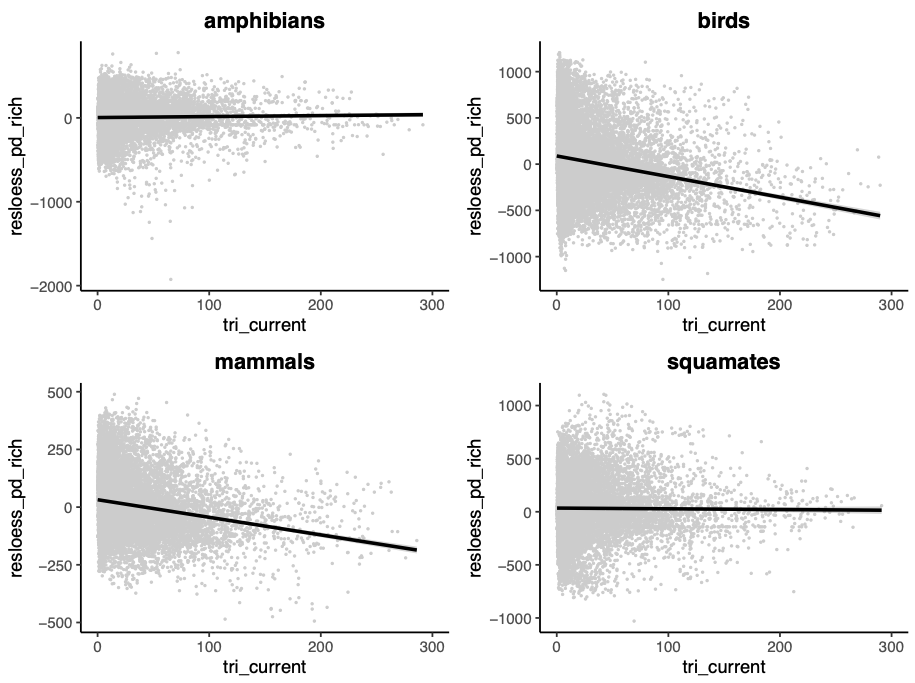 amphibians
resloess_pd_rich
0
−1000
−2000
0 100 200 300
tri_current
birds
resloess_pd_rich
1000
500
0
−500
−1000
0 100 200 300
tri_current
mammals
resloess_pd_rich
500
250
0
−250
−500
0 100 200 300
tri_current
squamates
resloess_pd_rich
1000
500
0
−500
−1000
0 100 200 300
tri_current